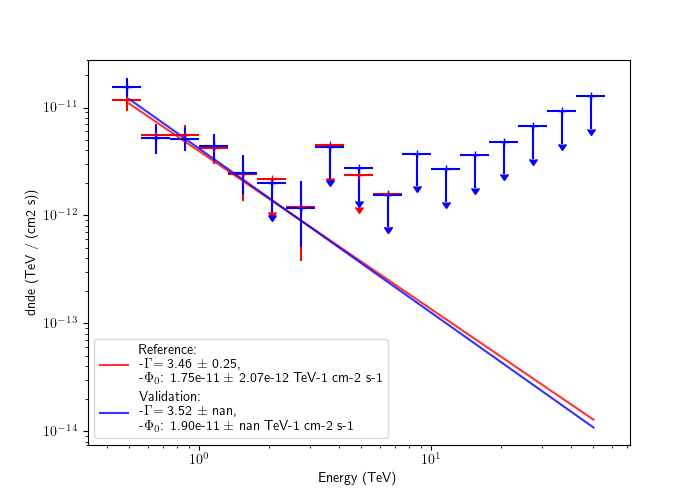 10⁻¹¹
10⁻¹²
10⁻¹³
10⁻¹⁴
dnde (TeV / (cm2 s))
Reference:
-Γ= 3.46 ± 0.25,
-Φ₀: 1.75e-11 ± 2.07e-12 TeV-1 cm-2 s-1
Validation:
-Γ= 3.52 ± nan,
-Φ₀: 1.90e-11 ± nan TeV-1 cm-2 s-1
10⁰ 10¹
Energy (TeV)